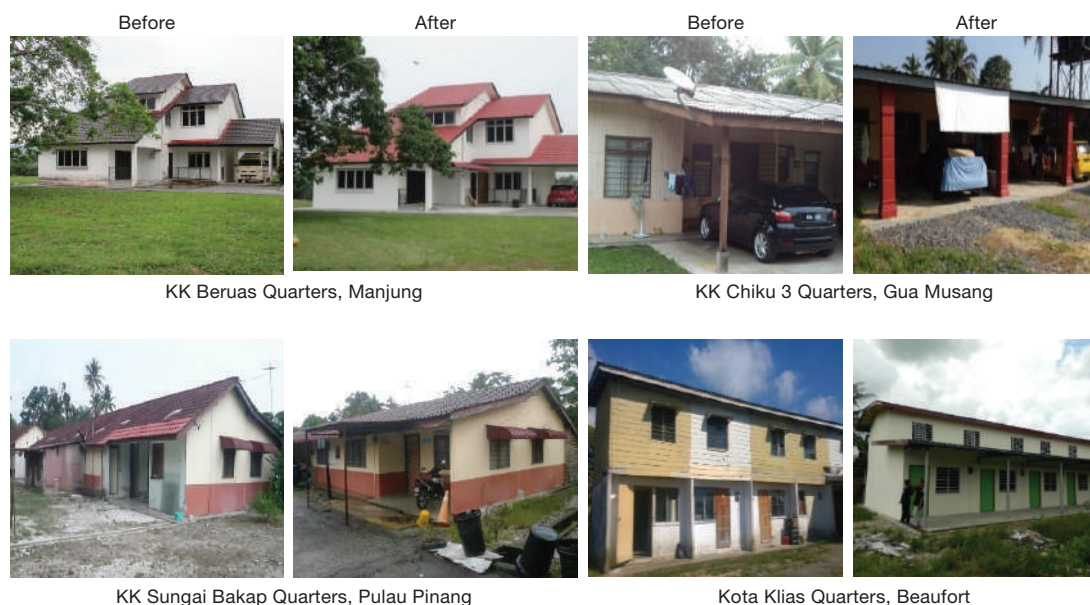 Before
After
Before
After
KK Beruas Quarters, Manjung
KK Chiku 3 Quarters, Gua Musang
KK Sungai Bakap Quarters, Pulau Pinang
Kota Klias Quarters, Beaufort